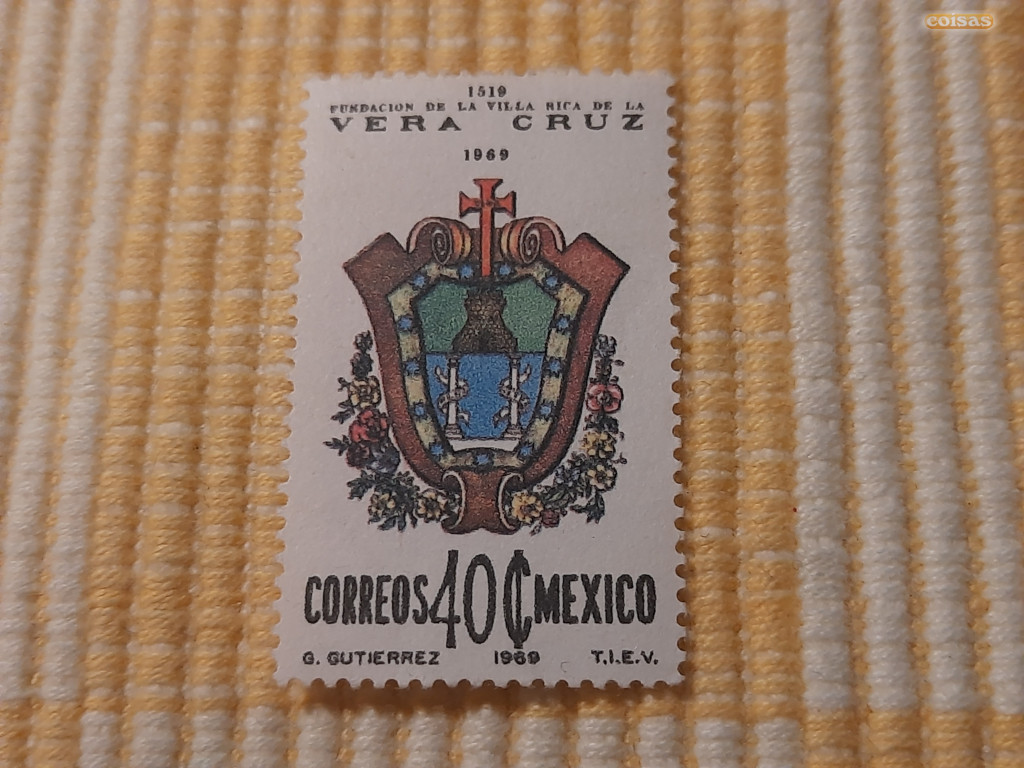 coisas
1519
FUNDACION DE LA VILLA RICA DE LA
VERA CRUZ
1969
CORREOS 40¢ MEXICO
G. GUTIERREZ 1969 T.I.E.V.